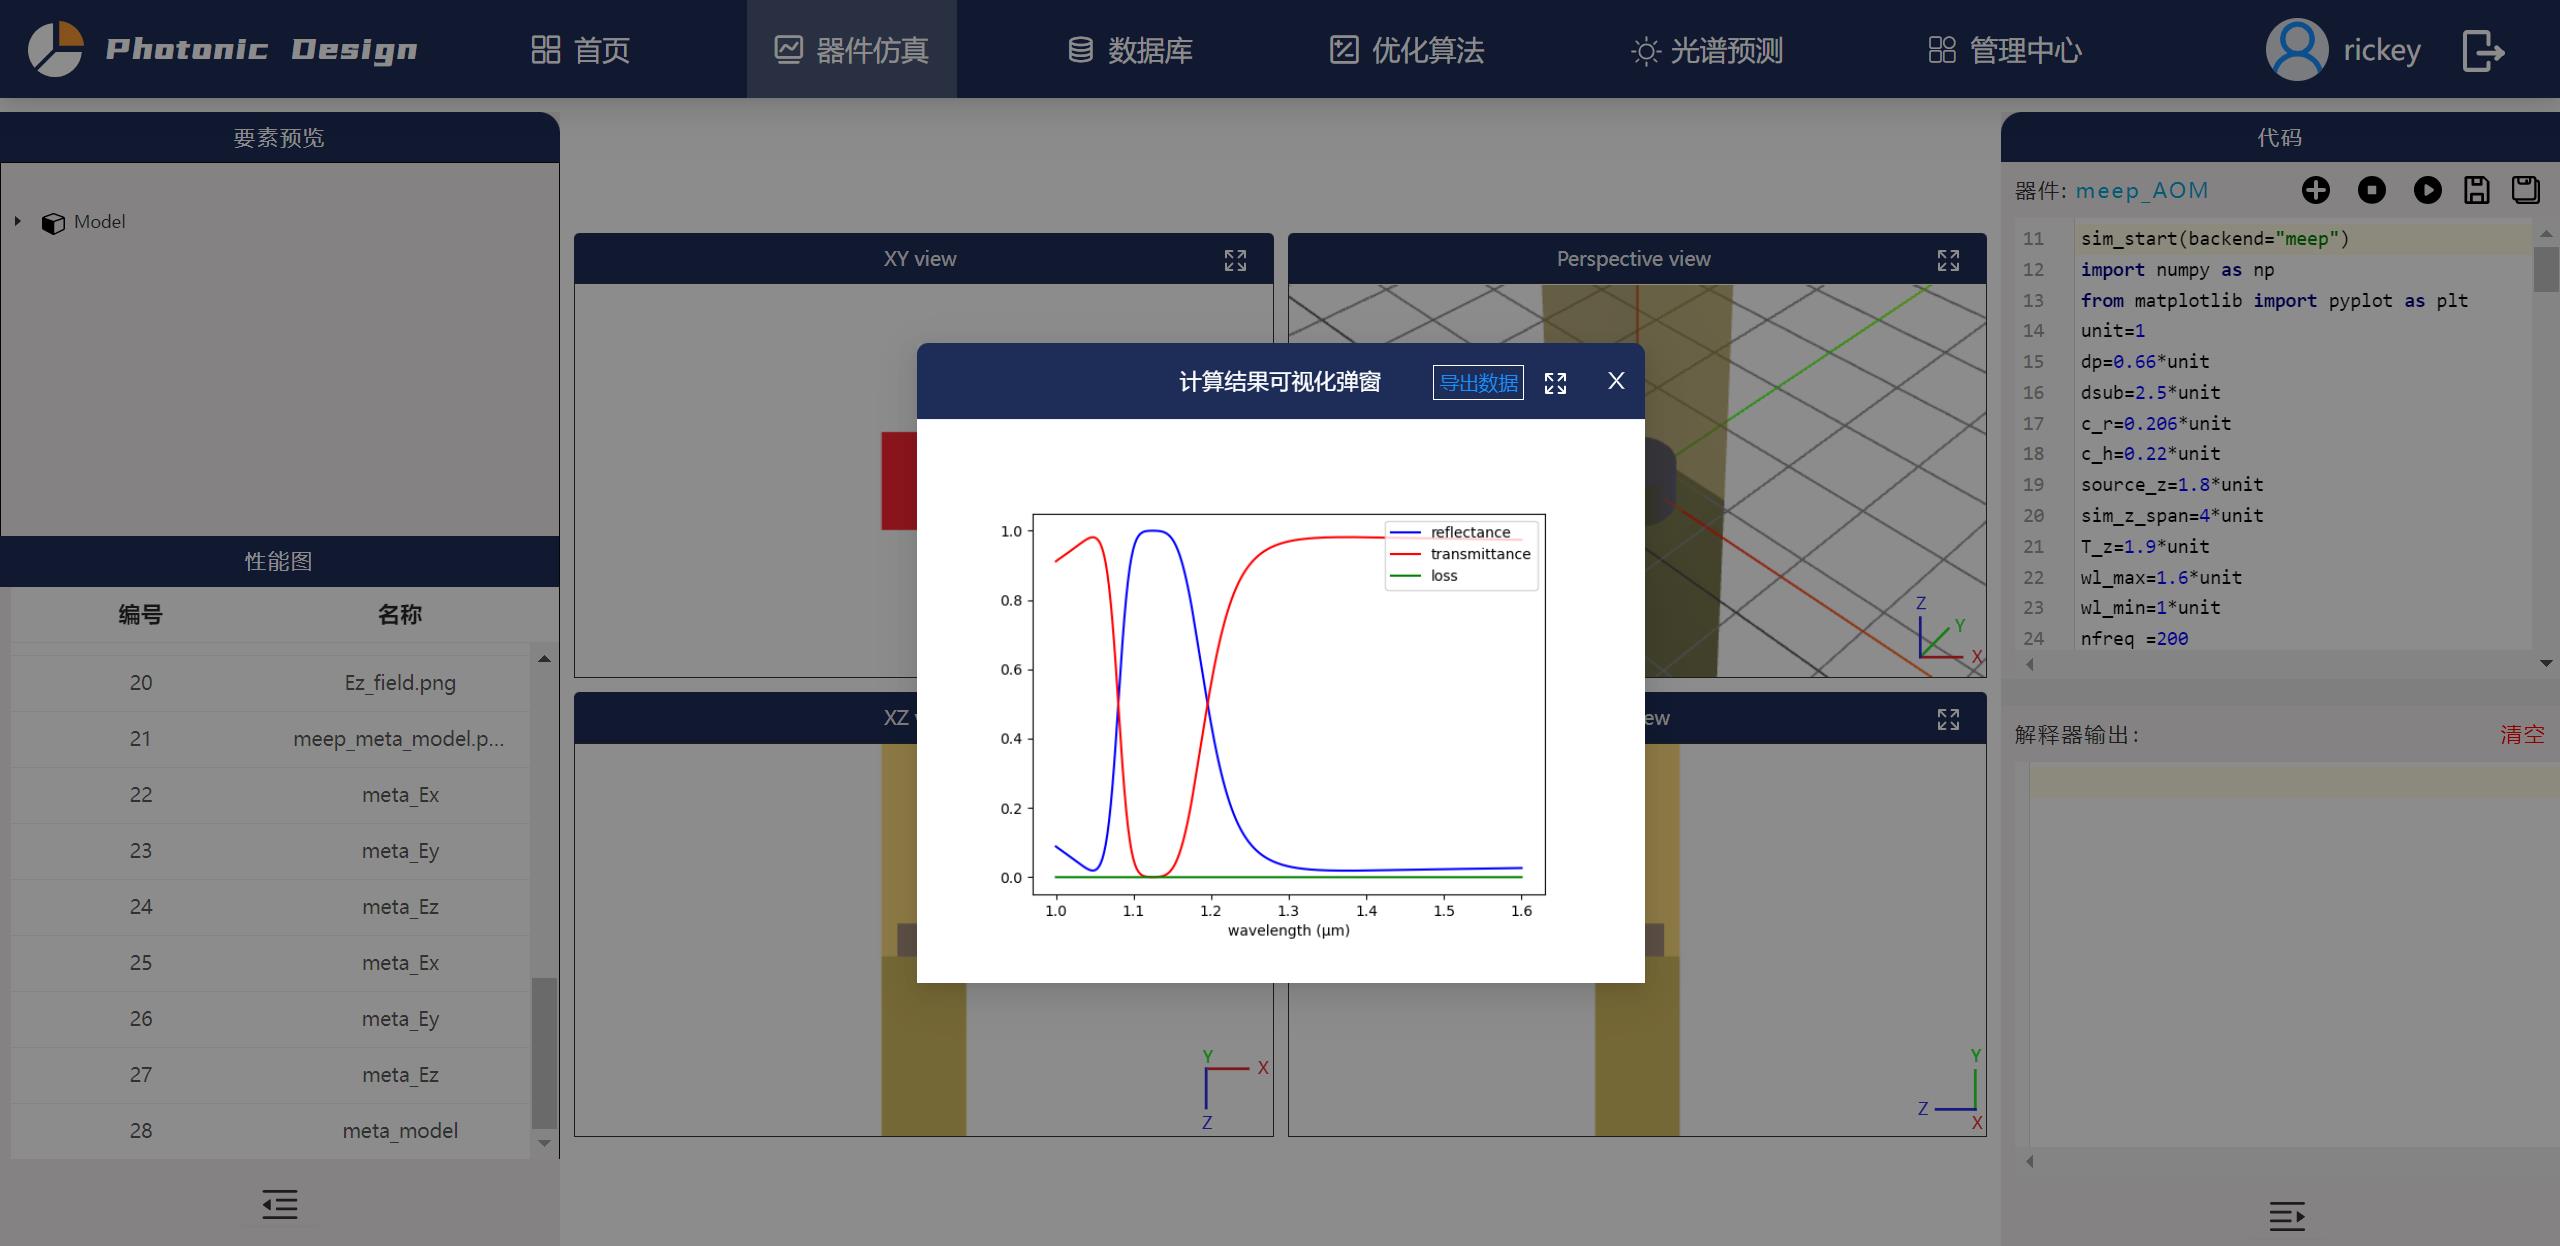 Photonic Design
首页
器件仿真
数据库
优化算法
光谱预测
管理中心
rickey
要素预览
Model
性能图
编号 名称
20 Ez_field.png
21 meep_meta_model.p...
22 meta_Ex
23 meta_Ey
24 meta_Ez
25 meta_Ex
26 meta_Ey
27 meta_Ez
28 meta_model
XY view
Perspective view
Z
Y
X
XZ
ew
Y
X
Z
Y
Z
X
计算结果可视化弹窗
导出数据
X
reflectance
transmittance
loss
1.0
0.8
0.6
0.4
0.2
0.0
1.0 1.1 1.2 1.3 1.4 1.5 1.6
wavelength (μm)
代码
器件: meep_AOM
11 sim_start(backend="meep")
12 import numpy as np
13 from matplotlib import pyplot as plt
14 unit=1
15 dp=0.66*unit
16 dsub=2.5*unit
17 c_r=0.206*unit
18 c_h=0.22*unit
19 source_z=1.8*unit
20 sim_z_span=4*unit
21 T_z=1.9*unit
22 wl_max=1.6*unit
23 wl_min=1*unit
24 nfreq =200
解释器输出:
清空